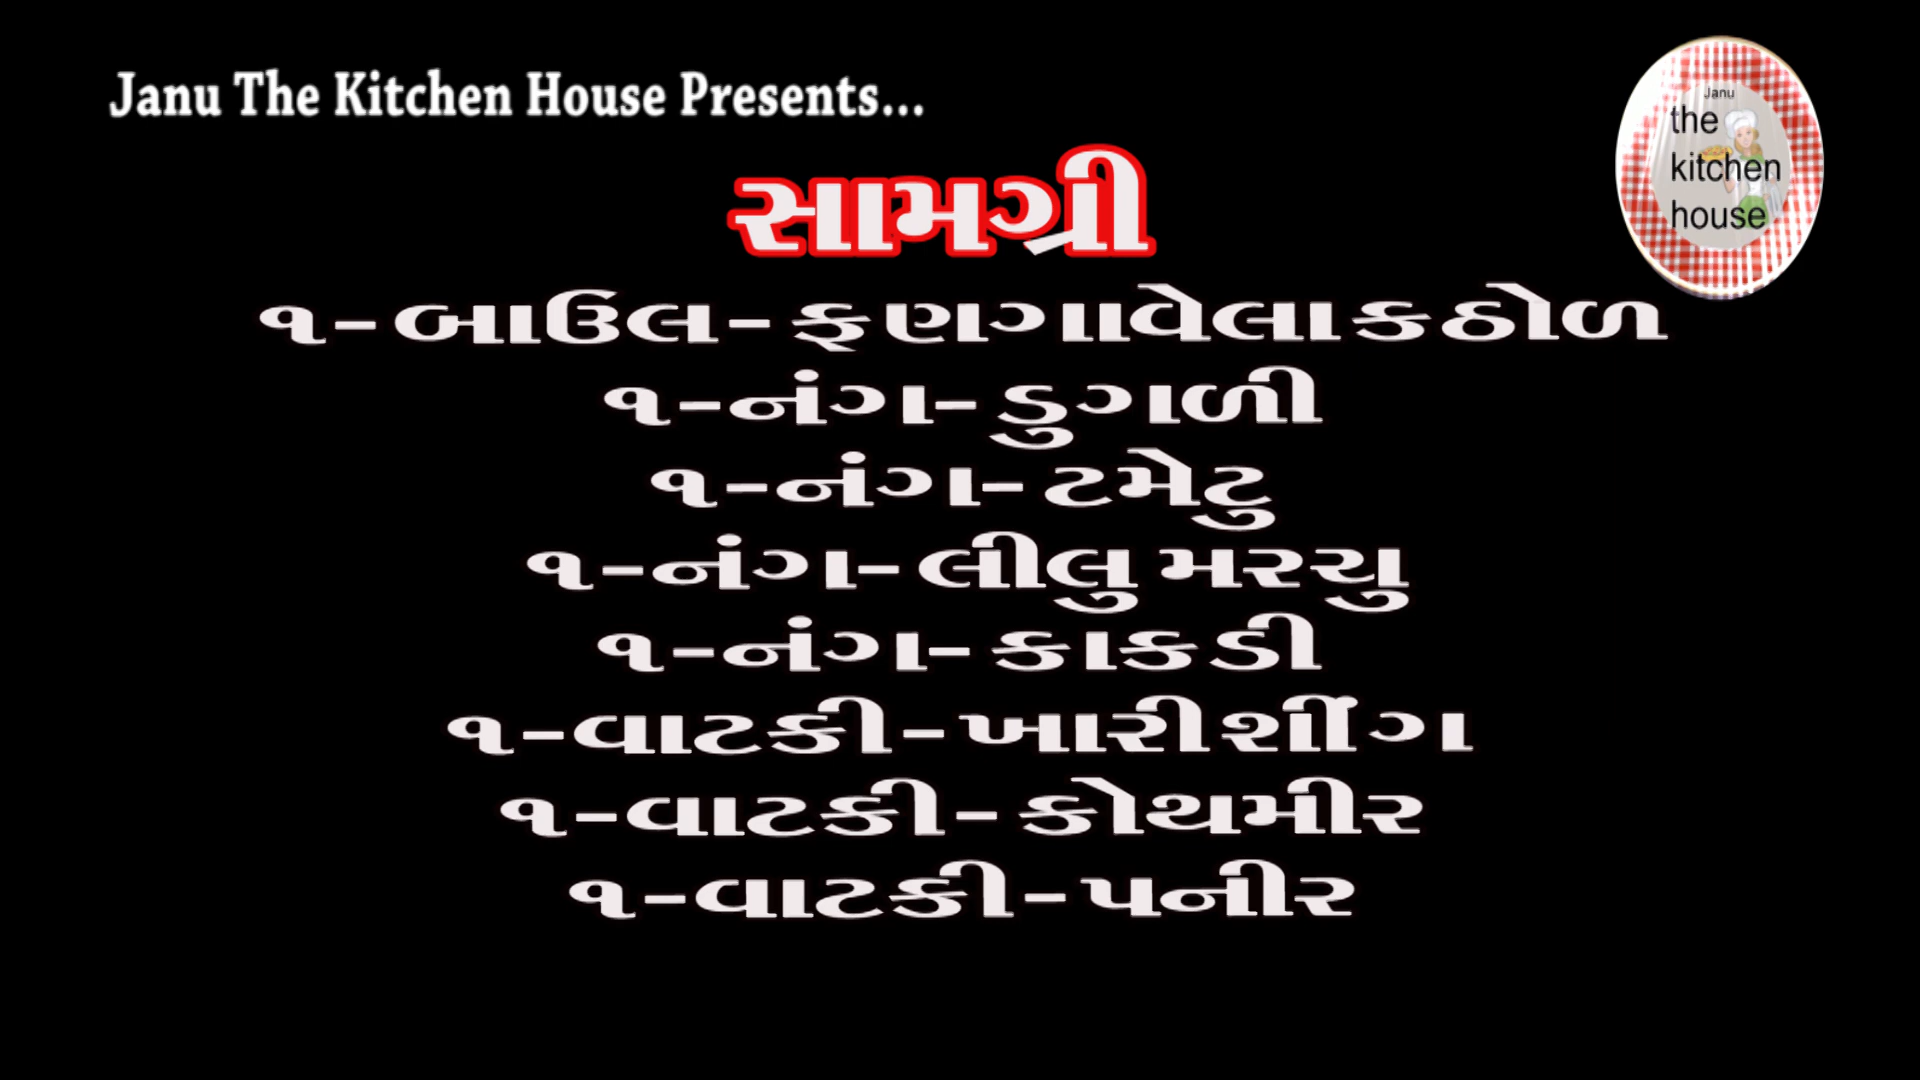 Janu The Kitchen House Presents...
Janu
the
kitchen
house
સામગ્રી
૧-બાઉલ-ફણગાવેલા કઠોળ
૧-નંગ-ડુગળી
૧-નંગ-ટમેટુ
૧-નંગ-લીલુ મરચુ
૧-નંગ-કાકડી
૧-વાટકી-ખારી શીંગ
૧-વાટકી-કોથમીર
૧-વાટકી-પનીર